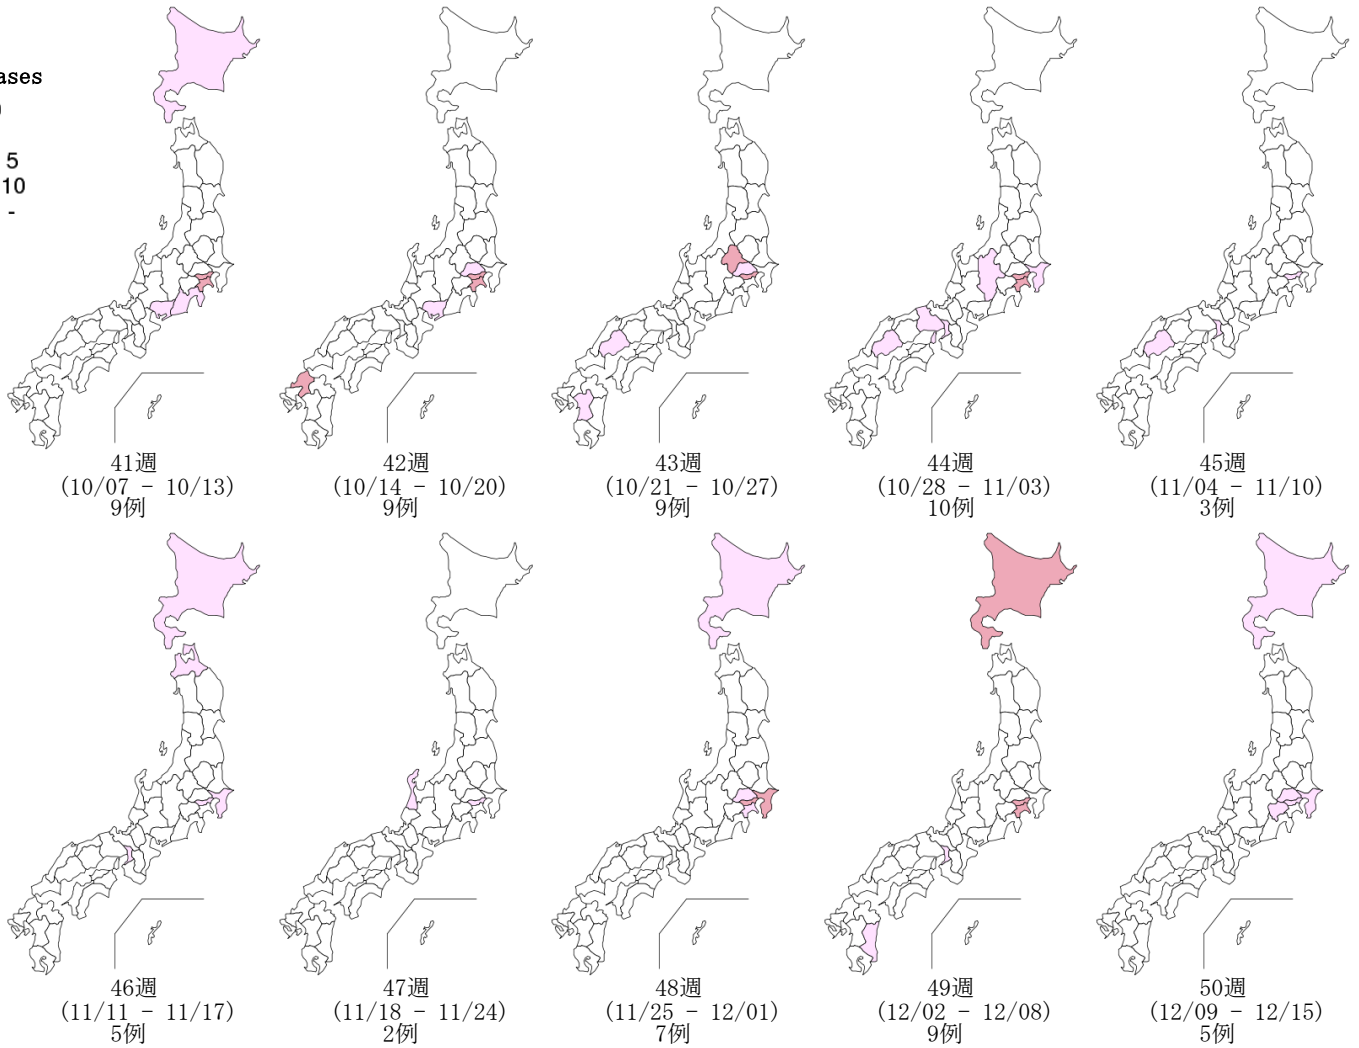 5
10
-
41週
(10/07 - 10/13)
9例
42週
(10/14 - 10/20)
9例
43週
(10/21 - 10/27)
9例
44週
(10/28 - 11/03)
10例
45週
(11/04 - 11/10)
3例
46週
(11/11 - 11/17)
5例
47週
(11/18 - 11/24)
2例
48週
(11/25 - 12/01)
7例
49週
(12/02 - 12/08)
9例
50週
(12/09 - 12/15)
5例